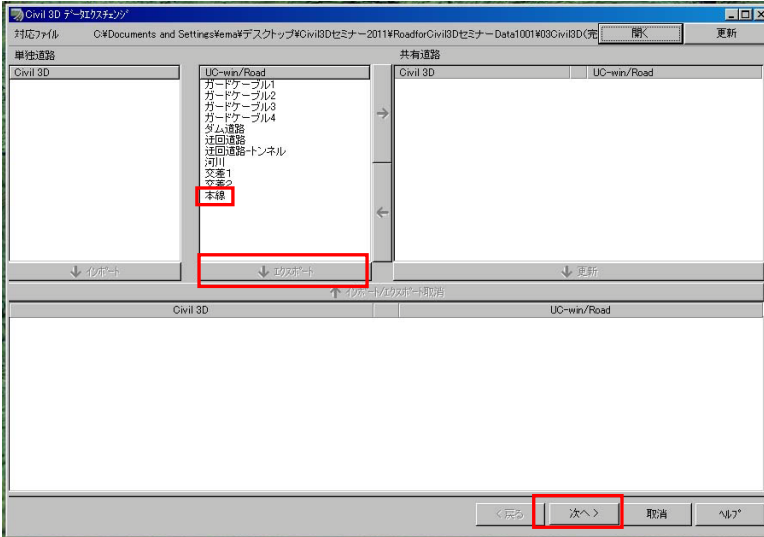 Civil 3D データエクスチェンジ
対応ファイル C:¥Documents and Settings¥ema¥デスクトップ¥Civil3Dセミナー2011¥RoadforCivil3Dセミナー Data1001¥03Civil3D(完 開く 更新
単独道路 共有道路
Civil 3D UC-win/Road Civil 3D UC-win/Road
ガードケーブル1
ガードケーブル2
ガードケーブル3
ガードケーブル4
ダム道路
迂回道路
迂回道路-トンネル
河川
交差1
交差2
本線
インポート エクスポート 更新
インポート/エクスポート取消
Civil 3D UC-win/Road
< 戻る 次へ > 取消 ヘルプ